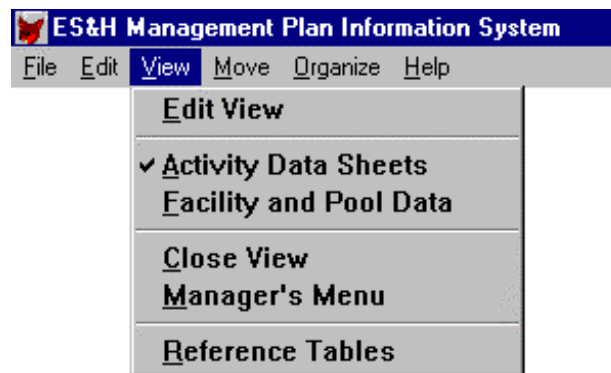 ES&H Management Plan Information System
File Edit View Move Organize Help
Edit View
Activity Data Sheets
Facility and Pool Data
Close View
Manager's Menu
Reference Tables